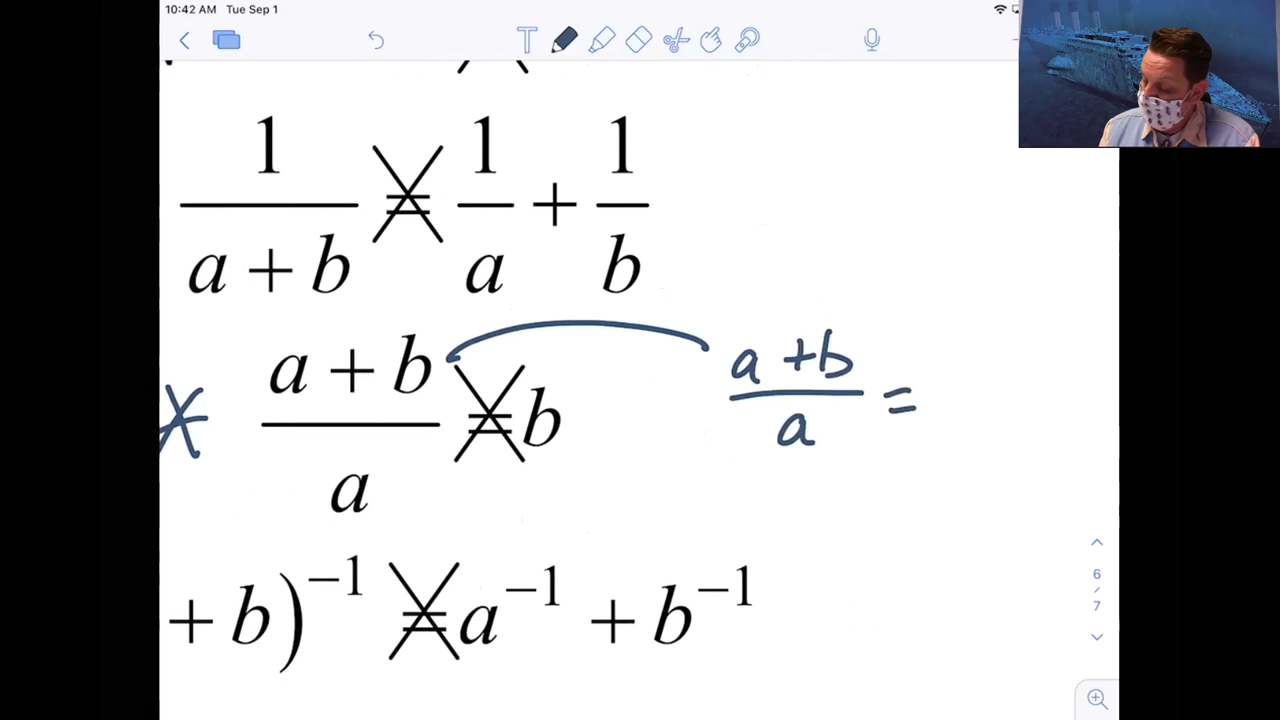 10:42 AM Tue Sep 1
T
1/(a + b) ≠ 1/a + 1/b
(a + b)/a ≠ b
(a + b)/a =
+ b)⁻¹ ≠ a⁻¹ + b⁻¹
6
/
7